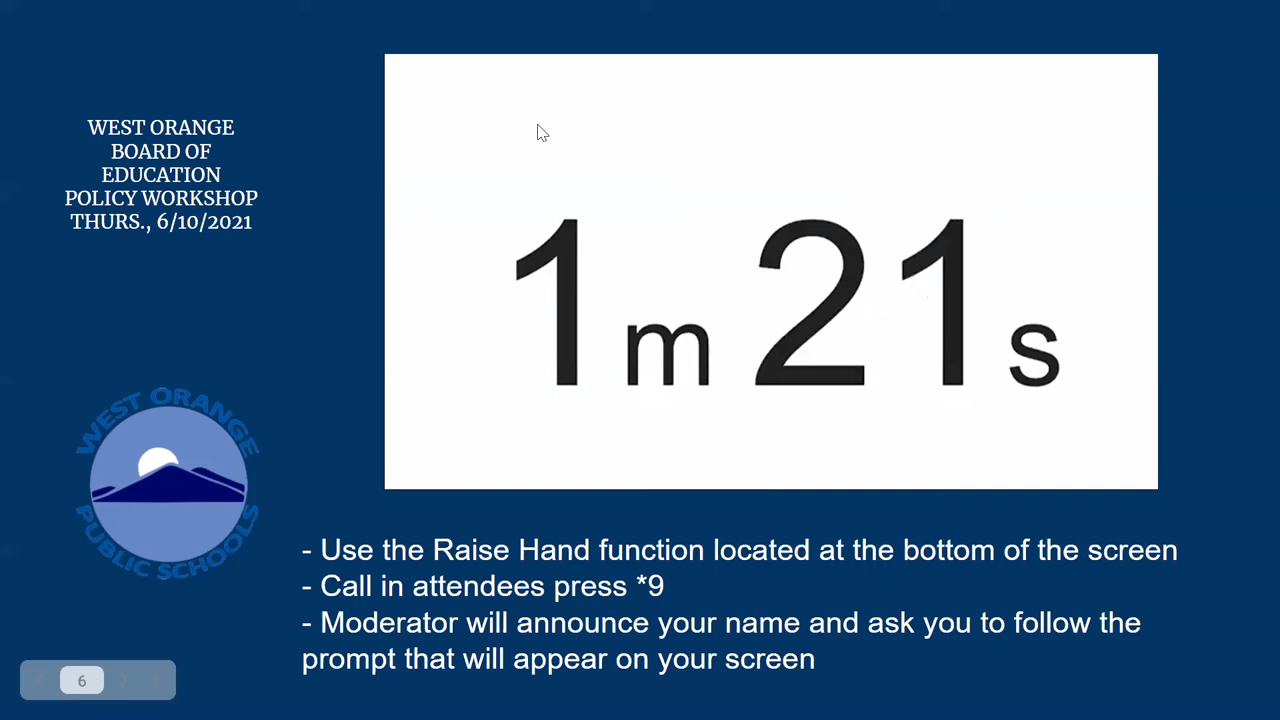 WEST ORANGE
BOARD OF
EDUCATION
POLICY WORKSHOP
THURS., 6/10/2021
1m 21s
WEST ORANGE
PUBLIC SCHOOLS
- Use the Raise Hand function located at the bottom of the screen
- Call in attendees press *9
- Moderator will announce your name and ask you to follow the
prompt that will appear on your screen
6